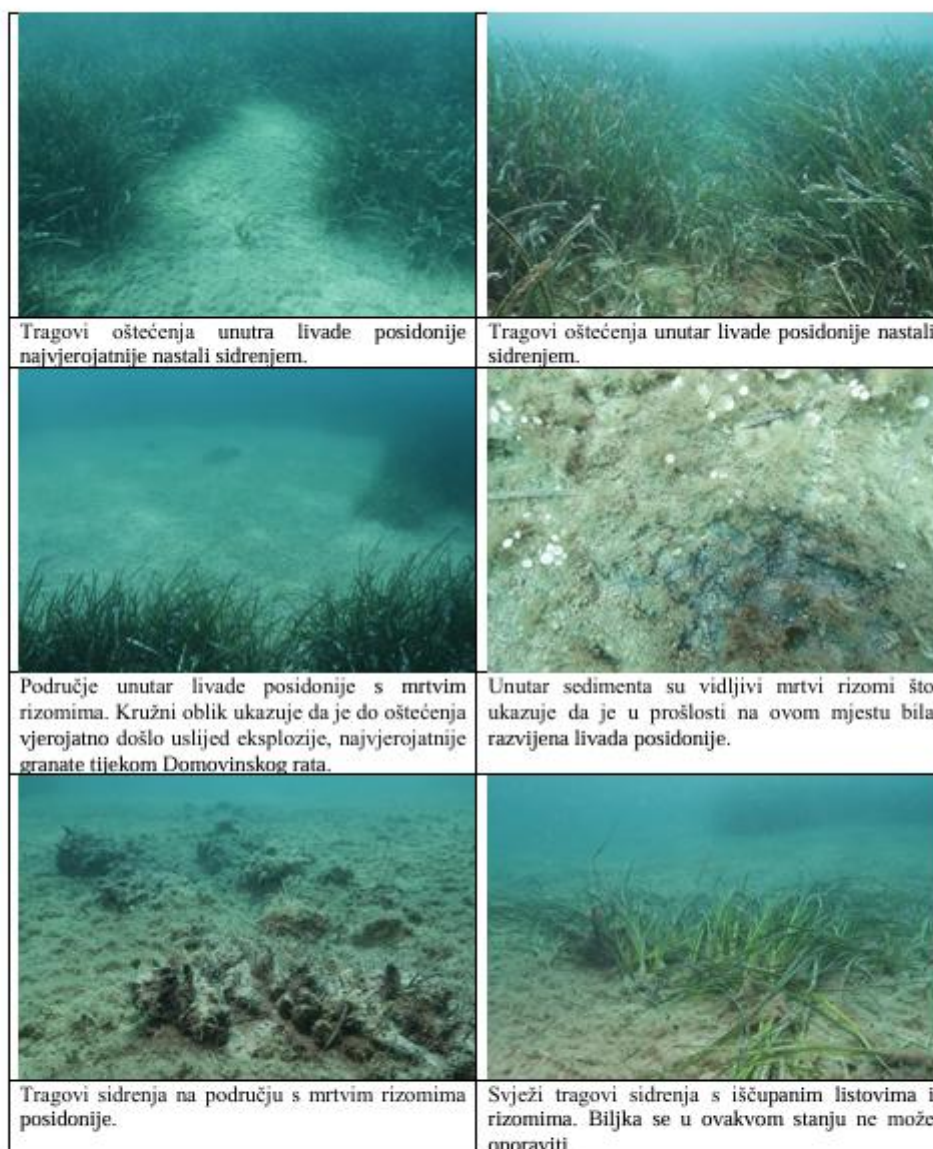 Tragovi oštećenja unutra livade posidonije
najvjerojatnije nastali sidrenjem.
Tragovi oštećenja unutar livade posidonije nastali
sidrenjem.
Područje unutar livade posidonije s mrtvim
rizomima. Kružni oblik ukazuje da je do oštećenja
vjerojatno došlo uslijed eksplozije, najvjerojatnije
granate tijekom Domovinskog rata.
Unutar sedimenta su vidljivi mrtvi rizomi što
ukazuje da je u prošlosti na ovom mjestu bila
razvijena livada posidonije.
Tragovi sidrenja na području s mrtvim rizomima
posidonije.
Svježi tragovi sidrenja s iščupanim listovima i
rizomima. Biljka se u ovakvom stanju ne može
oporaviti.